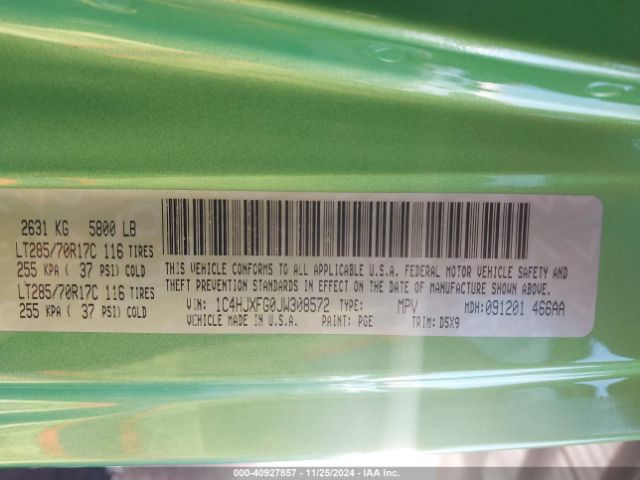 2631 KG 5800 LB
LT285/70R17C 116 TIRES
255 KPA ( 37 PSI) COLD
LT285/70R17C 116 TIRES
255 KPA ( 37 PSI) COLD
THIS VEHICLE CONFORMS TO ALL APPLICABLE U.S.A. FEDERAL MOTOR VEHICLE SAFETY AND
THEFT PREVENTION STANDARDS IN EFFECT ON THE DATE OF MANUFACTURE SHOWN ABOVE.
VIN: 1C4HJXFG0JW308572 TYPE: MPV MDH:091201 466AA
VEHICLE MADE IN U.S.A. PAINT: PGE TRIM: D5X9
000-40927857 - 11/25/2024 - IAA Inc.